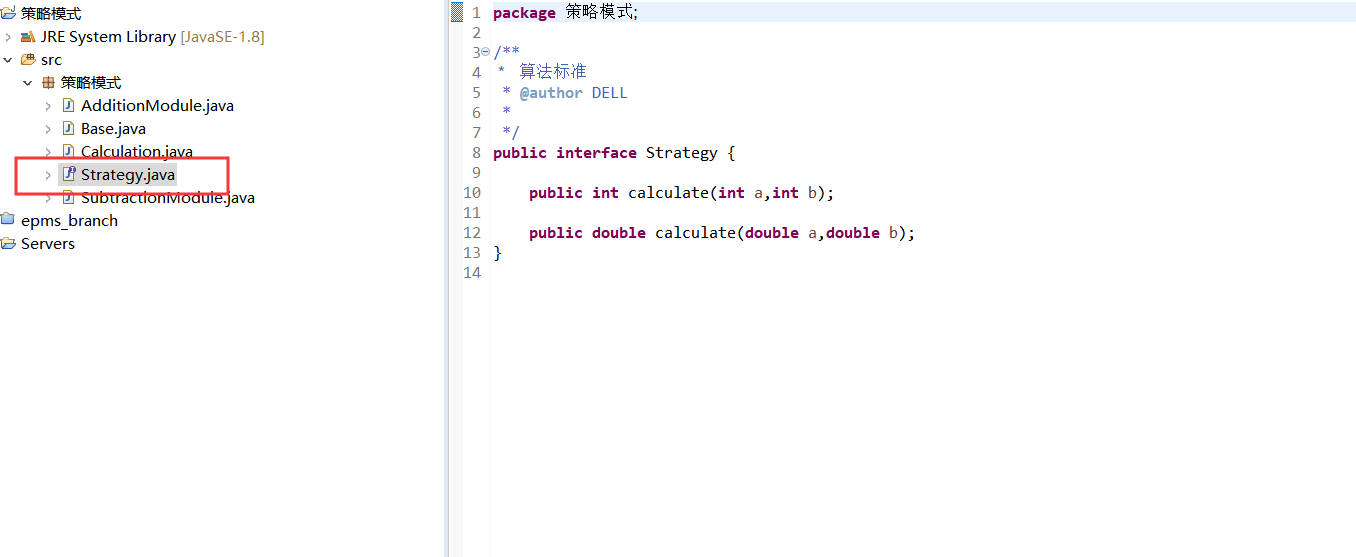 策略模式
JRE System Library [JavaSE-1.8]
src
策略模式
AdditionModule.java
Base.java
Calculation.java
Strategy.java
SubtractionModule.java
epms_branch
Servers
1 package 策略模式;
2
3 /**
4 * 算法标准
5 * @author DELL
6 *
7 */
8 public interface Strategy {
9
10 public int calculate(int a,int b);
11
12 public double calculate(double a,double b);
13 }
14